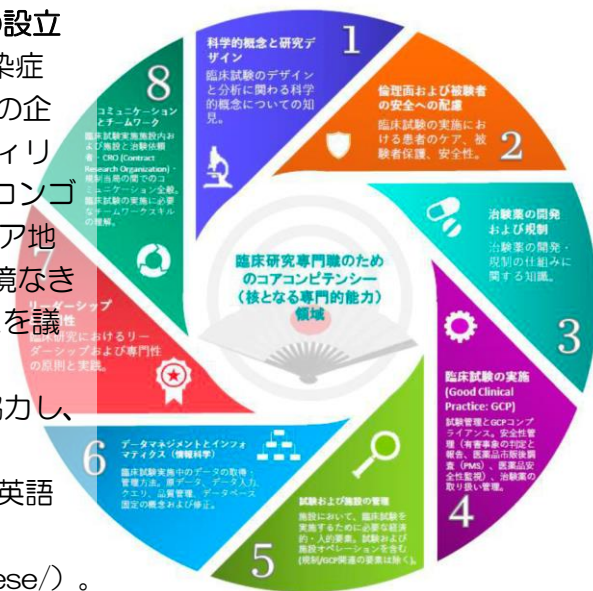 の設立
染症
の企
ィリ
コンゴ
ア地
境なき
を議
協力し、
英語
ese/）。
1
科学的概念と研究デ
ザイン
臨床試験のデザイン
と分析に関わる科学
的概念についての知
見。
倫理面および被験者
の安全への配慮
臨床試験の実施にお
ける患者のケア、被
験者保護、安全性。
2
治験薬の開発
および規制
治験薬の開発・
規制の仕組みに
関する知識。
3
臨床試験の実施
(Good Clinical
Practice: GCP)
試験管理とGCPコンプ
ライアンス。安全性管
理（有害事象の判定と
報告、医薬品市販後調
査（PMS）、医薬品安
全性監視）、治験薬の
取り扱い管理。
4
試験および施設の管理
施設において、臨床試験を
実施するために必要な経済
的・人的要素。試験および
施設オペレーションを含む
(規制/GCP関連の要素は除く)。
5
6
データマネジメントとインフォ
マティクス（情報科学）
臨床試験実施中のデータの取得・
管理方法。原データ、データ入力、
クエリ、品質管理、データベース
固定の概念および修正。
7
リーダーシップ
門性
臨床研究におけるリー
ダーシップおよび専門性
の原則と実践。
8
コミュニケーション
とチームワーク
臨床試験実施施設内お
よび施設と治験依頼
者・CRO (Contract
Research Organization)・
規制当局の間でのコ
ミュニケーション全般。
臨床試験の実施に必要
なチームワークスキル
の理解。
臨床研究専門職のため
のコアコンピテンシー
（核となる専門的能力）
領域